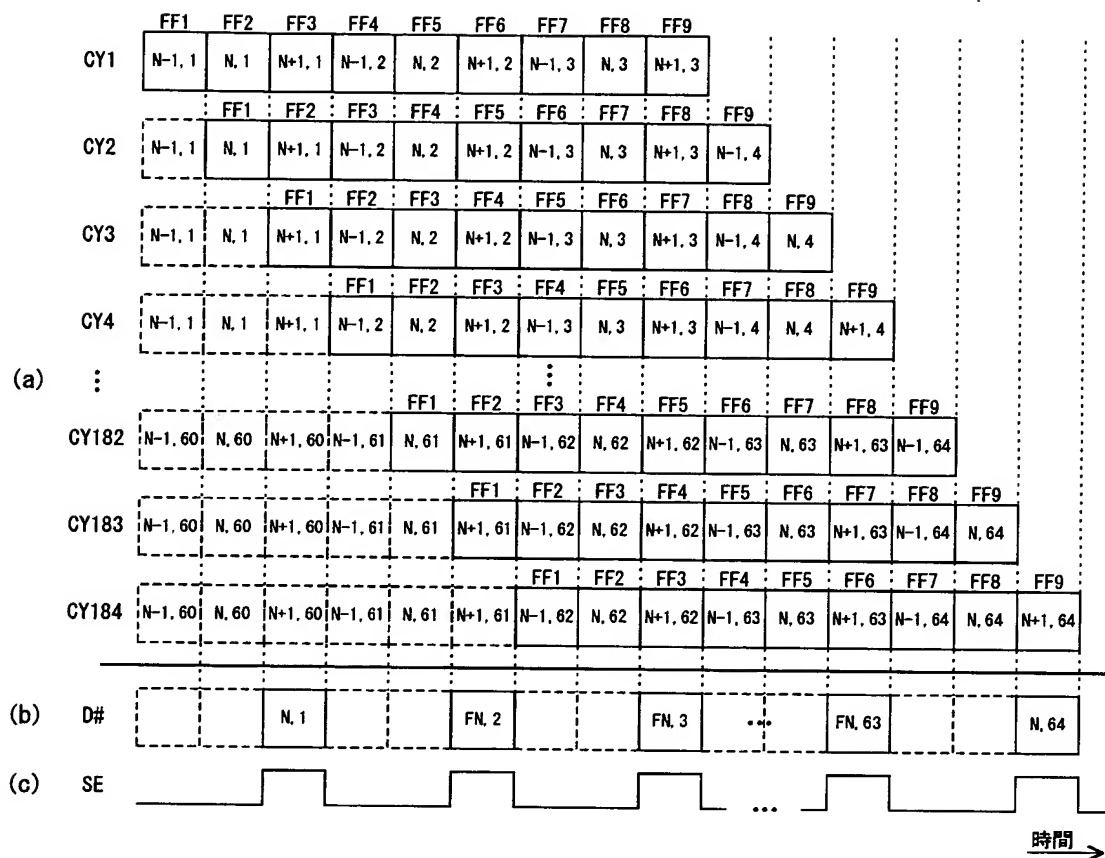 FF1 FF2 FF3 FF4 FF5 FF6 FF7 FF8 FF9
CY1 N-1, 1 N, 1 N+1, 1 N-1, 2 N, 2 N+1, 2 N-1, 3 N, 3 N+1, 3
FF1 FF2 FF3 FF4 FF5 FF6 FF7 FF8 FF9
CY2 N-1, 1 N, 1 N+1, 1 N-1, 2 N, 2 N+1, 2 N-1, 3 N, 3 N+1, 3 N-1, 4
FF1 FF2 FF3 FF4 FF5 FF6 FF7 FF8 FF9
CY3 N-1, 1 N, 1 N+1, 1 N-1, 2 N, 2 N+1, 2 N-1, 3 N, 3 N+1, 3 N-1, 4 N, 4
FF1 FF2 FF3 FF4 FF5 FF6 FF7 FF8 FF9
CY4 N-1, 1 N, 1 N+1, 1 N-1, 2 N, 2 N+1, 2 N-1, 3 N, 3 N+1, 3 N-1, 4 N, 4 N+1, 4
(a) ⋮ ⋮
FF1 FF2 FF3 FF4 FF5 FF6 FF7 FF8 FF9
CY182 N-1, 60 N, 60 N+1, 60 N-1, 61 N, 61 N+1, 61 N-1, 62 N, 62 N+1, 62 N-1, 63 N, 63 N+1, 63 N-1, 64
FF1 FF2 FF3 FF4 FF5 FF6 FF7 FF8 FF9
CY183 N-1, 60 N, 60 N+1, 60 N-1, 61 N, 61 N+1, 61 N-1, 62 N, 62 N+1, 62 N-1, 63 N, 63 N+1, 63 N-1, 64 N, 64
FF1 FF2 FF3 FF4 FF5 FF6 FF7 FF8 FF9
CY184 N-1, 60 N, 60 N+1, 60 N-1, 61 N, 61 N+1, 61 N-1, 62 N, 62 N+1, 62 N-1, 63 N, 63 N+1, 63 N-1, 64 N, 64 N+1, 64
(b) D# N, 1 FN, 2 FN, 3 ... FN, 63 N, 64
(c) SE ...
時間